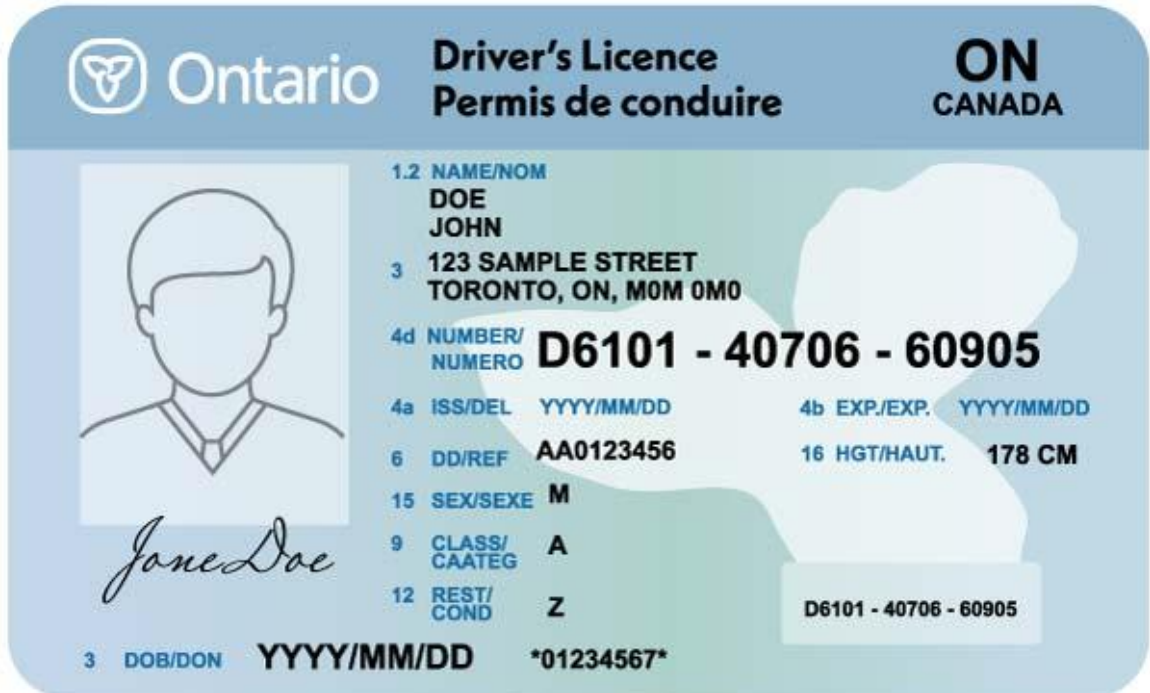 Ontario
Driver's Licence
Permis de conduire
ON
CANADA
1.2 NAME/NOM
DOE
JOHN
3 123 SAMPLE STREET
TORONTO, ON, M0M 0M0
4d NUMBER/
NUMERO D6101 - 40706 - 60905
4a ISS/DEL YYYY/MM/DD 4b EXP./EXP. YYYY/MM/DD
6 DD/REF AA0123456 16 HGT/HAUT. 178 CM
15 SEX/SEXE M
9 CLASS/
CAATEG A
12 REST/
COND Z
D6101 - 40706 - 60905
Jane Doe
3 DOB/DON YYYY/MM/DD *01234567*